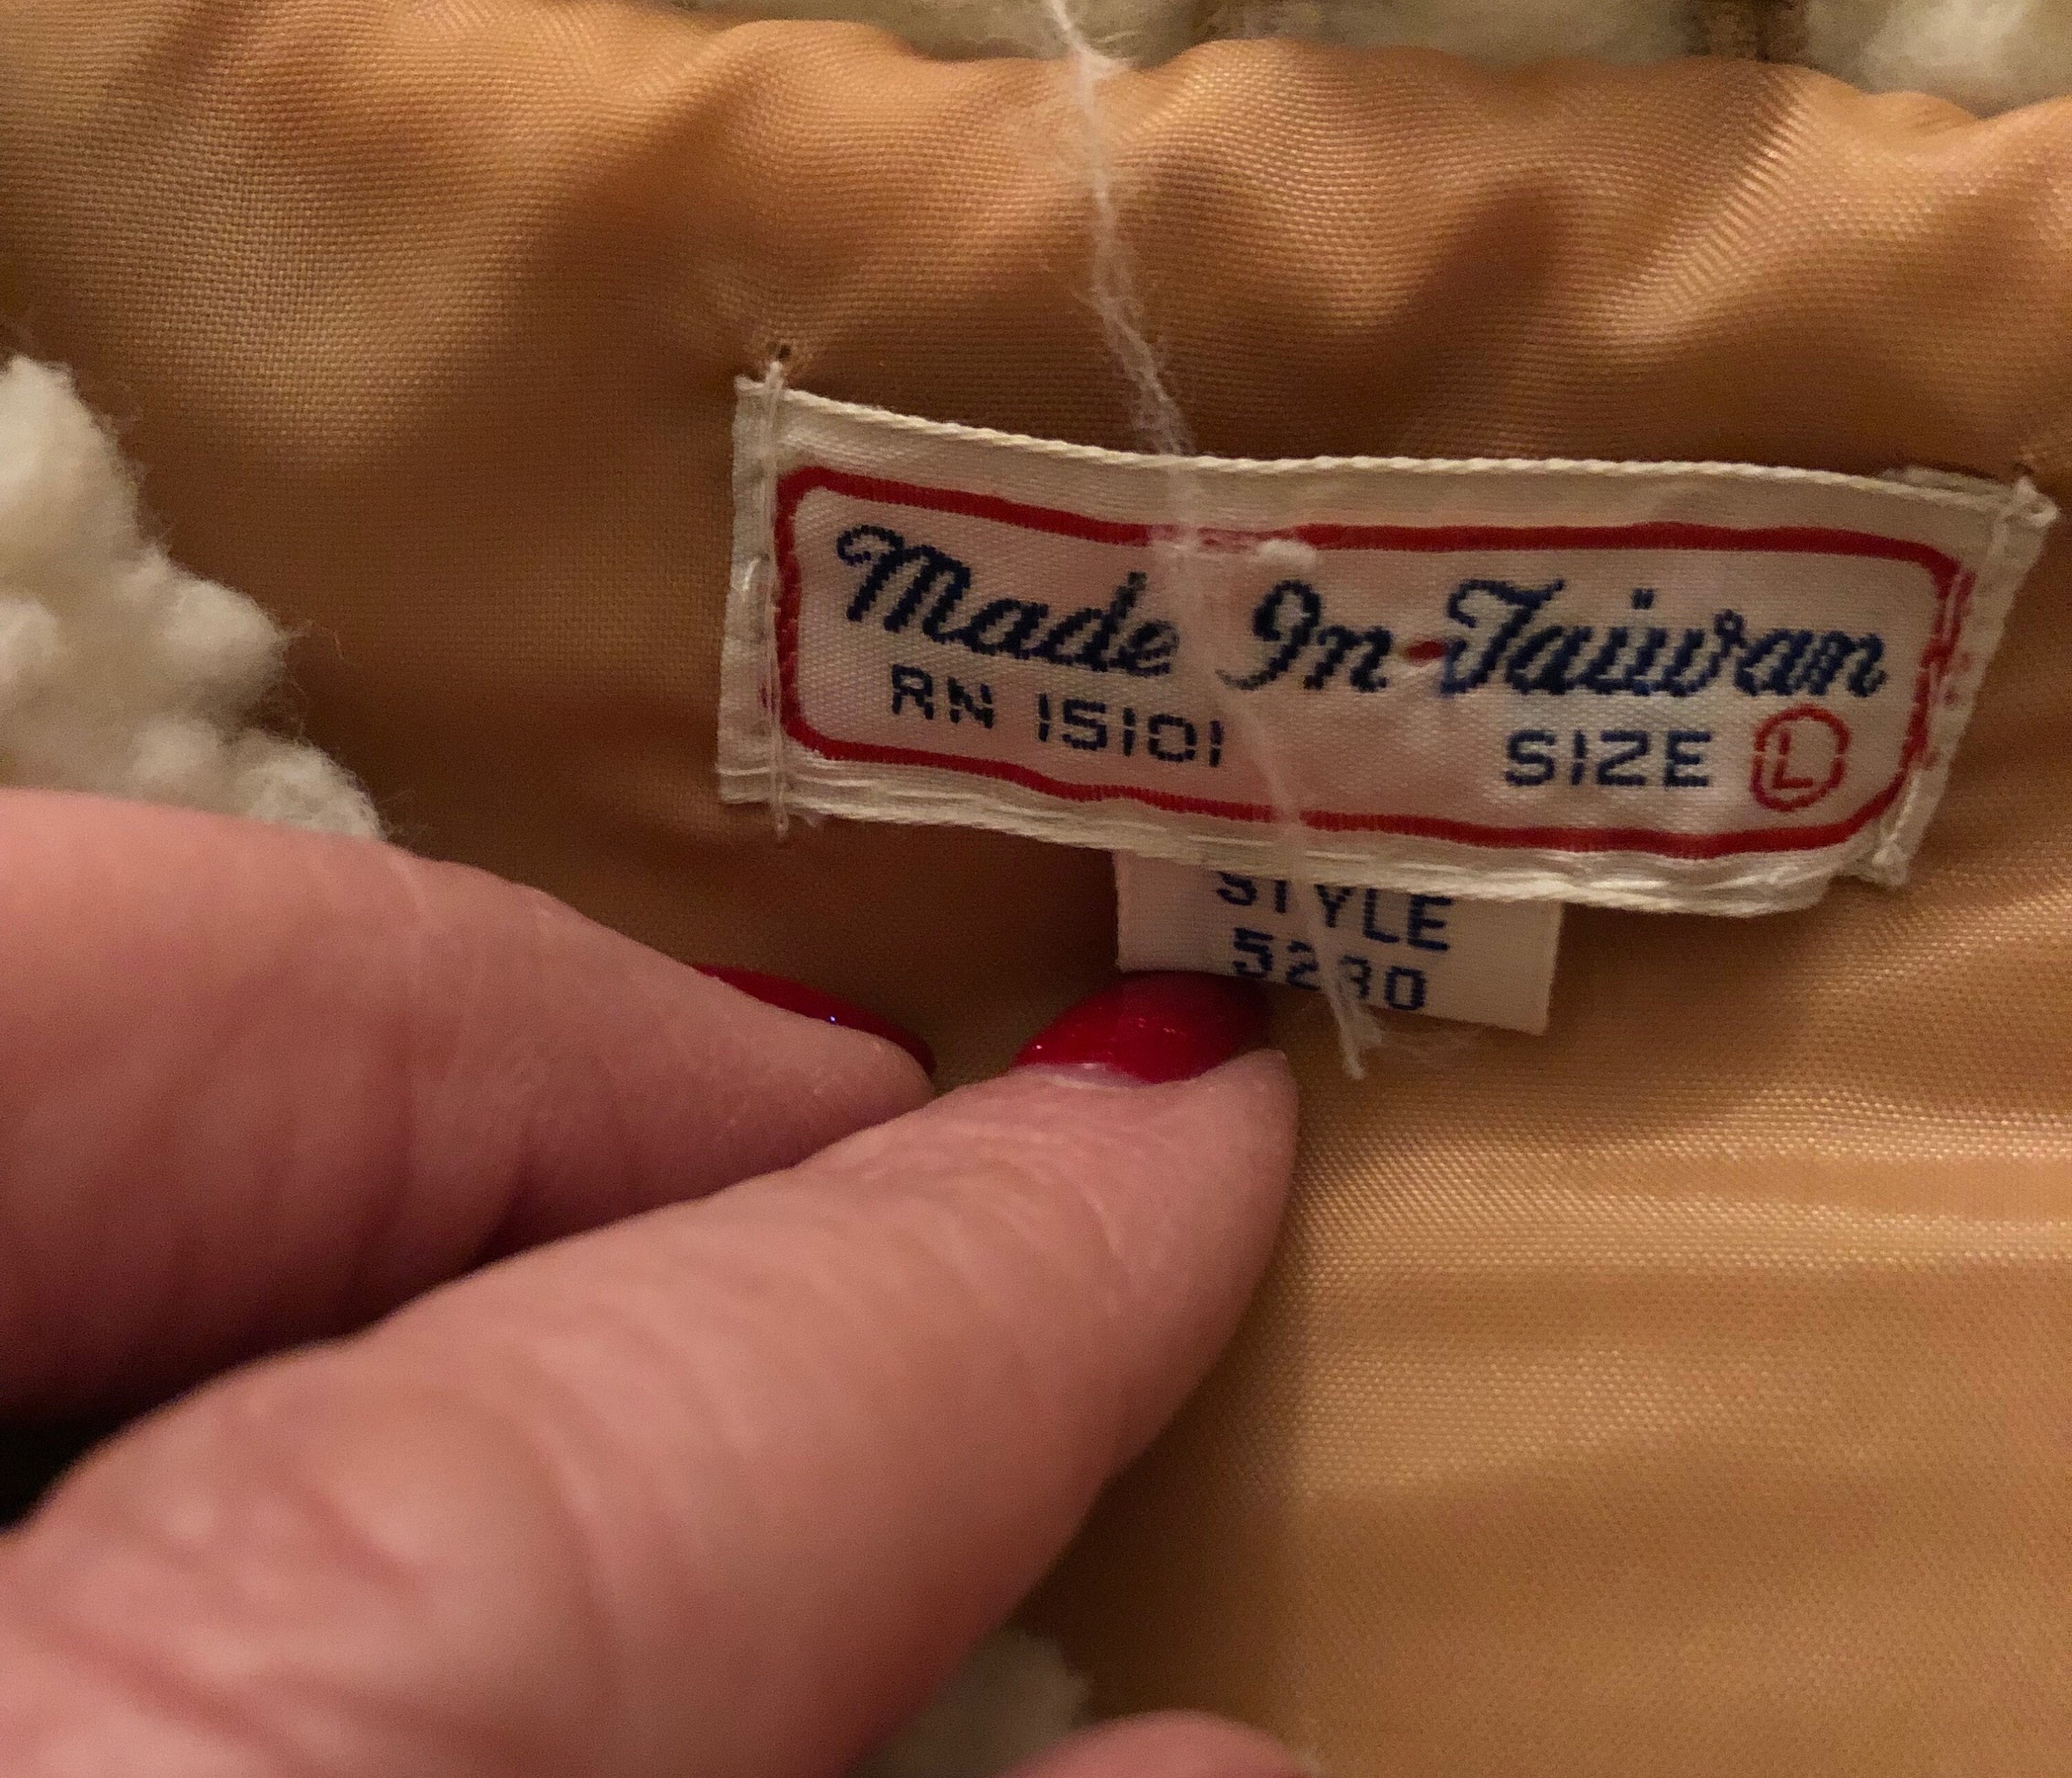 Made In Taiwan
RN 15101
SIZE L
STYLE